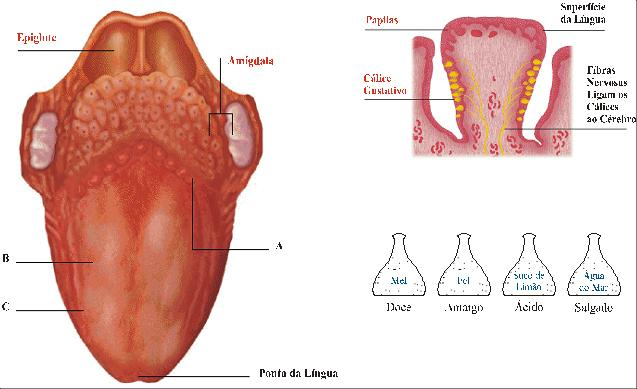 Epiglote
Amígdala
A
B
C
Ponta da Língua
Papilas
Superfície
da Língua
Cálice
Gustativo
Fibras
Nervosas
Ligam os
Cálices
ao Cérebro
Mel
Fel
Suco de
Limão
Água
do Mar
Doce
Amargo
Ácido
Salgado